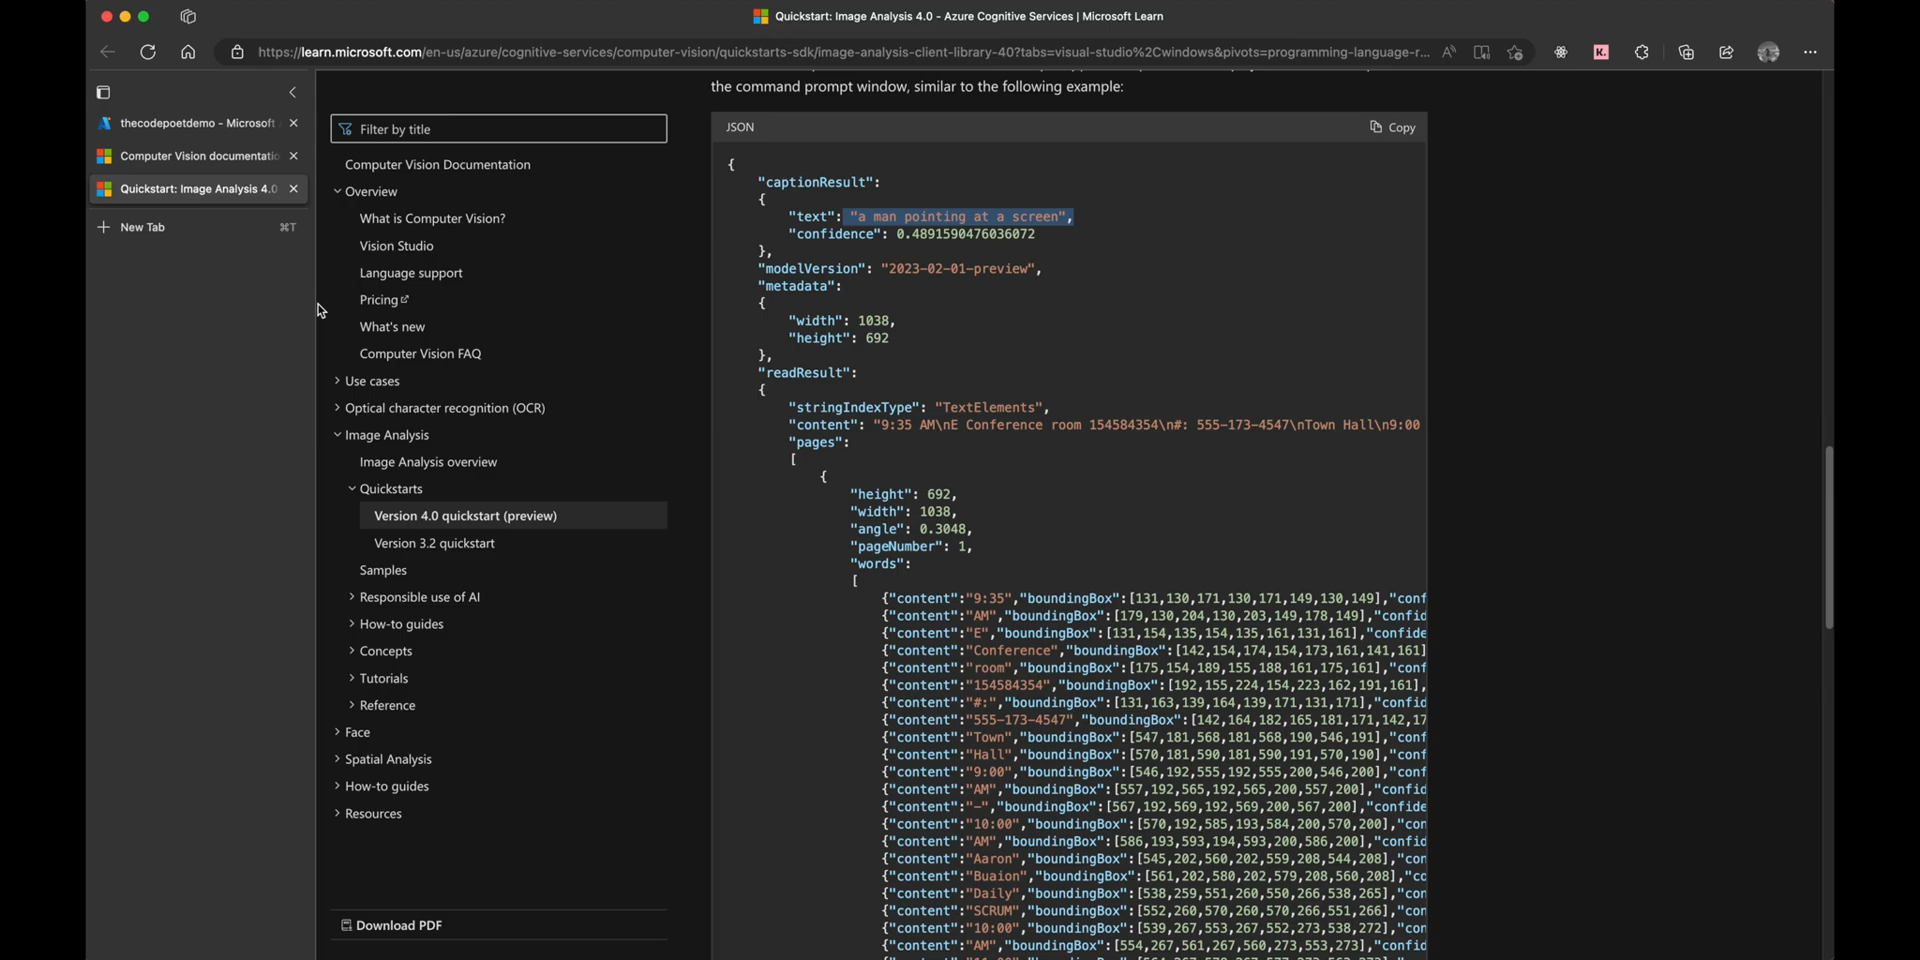 Quickstart: Image Analysis 4.0 - Azure Cognitive Services | Microsoft Learn
https://learn.microsoft.com/en-us/azure/cognitive-services/computer-vision/quickstarts-sdk/image-analysis-client-library-40?tabs=visual-studio%2Cwindows&pivots=programming-language-r...
K.
thecodepoetdemo - Microsoft
Computer Vision documentatio
Quickstart: Image Analysis 4.0
New Tab
⌘T
Filter by title
Computer Vision Documentation
Overview
What is Computer Vision?
Vision Studio
Language support
Pricing
What's new
Computer Vision FAQ
Use cases
Optical character recognition (OCR)
Image Analysis
Image Analysis overview
Quickstarts
Version 4.0 quickstart (preview)
Version 3.2 quickstart
Samples
Responsible use of AI
How-to guides
Concepts
Tutorials
Reference
Face
Spatial Analysis
How-to guides
Resources
Download PDF
the command prompt window, similar to the following example:
JSON
Copy
{
"captionResult":
{
"text": "a man pointing at a screen",
"confidence": 0.4891590476036072
},
"modelVersion": "2023-02-01-preview",
"metadata":
{
"width": 1038,
"height": 692
},
"readResult":
{
"stringIndexType": "TextElements",
"content": "9:35 AM\nE Conference room 154584354\n#: 555-173-4547\nTown Hall\n9:00
"pages":
[
{
"height": 692,
"width": 1038,
"angle": 0.3048,
"pageNumber": 1,
"words":
[
{"content":"9:35","boundingBox":[131,130,171,130,171,149,130,149],"conf
{"content":"AM","boundingBox":[179,130,204,130,203,149,178,149],"confid
{"content":"E","boundingBox":[131,154,135,154,135,161,131,161],"confide
{"content":"Conference","boundingBox":[142,154,174,154,173,161,141,161]
{"content":"room","boundingBox":[175,154,189,155,188,161,175,161],"conf
{"content":"154584354","boundingBox":[192,155,224,154,223,162,191,161],
{"content":"#:","boundingBox":[131,163,139,164,139,171,131,171],"confid
{"content":"555-173-4547","boundingBox":[142,164,182,165,181,171,142,17
{"content":"Town","boundingBox":[547,181,568,181,568,190,546,191],"conf
{"content":"Hall","boundingBox":[570,181,590,181,590,191,570,190],"conf
{"content":"9:00","boundingBox":[546,192,555,192,555,200,546,200],"conf
{"content":"AM","boundingBox":[557,192,565,192,565,200,557,200],"confid
{"content":"-","boundingBox":[567,192,569,192,569,200,567,200],"confide
{"content":"10:00","boundingBox":[570,192,585,193,584,200,570,200],"con
{"content":"AM","boundingBox":[586,193,593,194,593,200,586,200],"confid
{"content":"Aaron","boundingBox":[545,202,560,202,559,208,544,208],"con
{"content":"Buaion","boundingBox":[561,202,580,202,579,208,560,208],"co
{"content":"Daily","boundingBox":[538,259,551,260,550,266,538,265],"con
{"content":"SCRUM","boundingBox":[552,260,570,260,570,266,551,266],"con
{"content":"10:00","boundingBox":[539,267,553,267,552,273,538,272],"con
{"content":"AM","boundingBox":[554,267,561,267,560,273,553,273],"confid